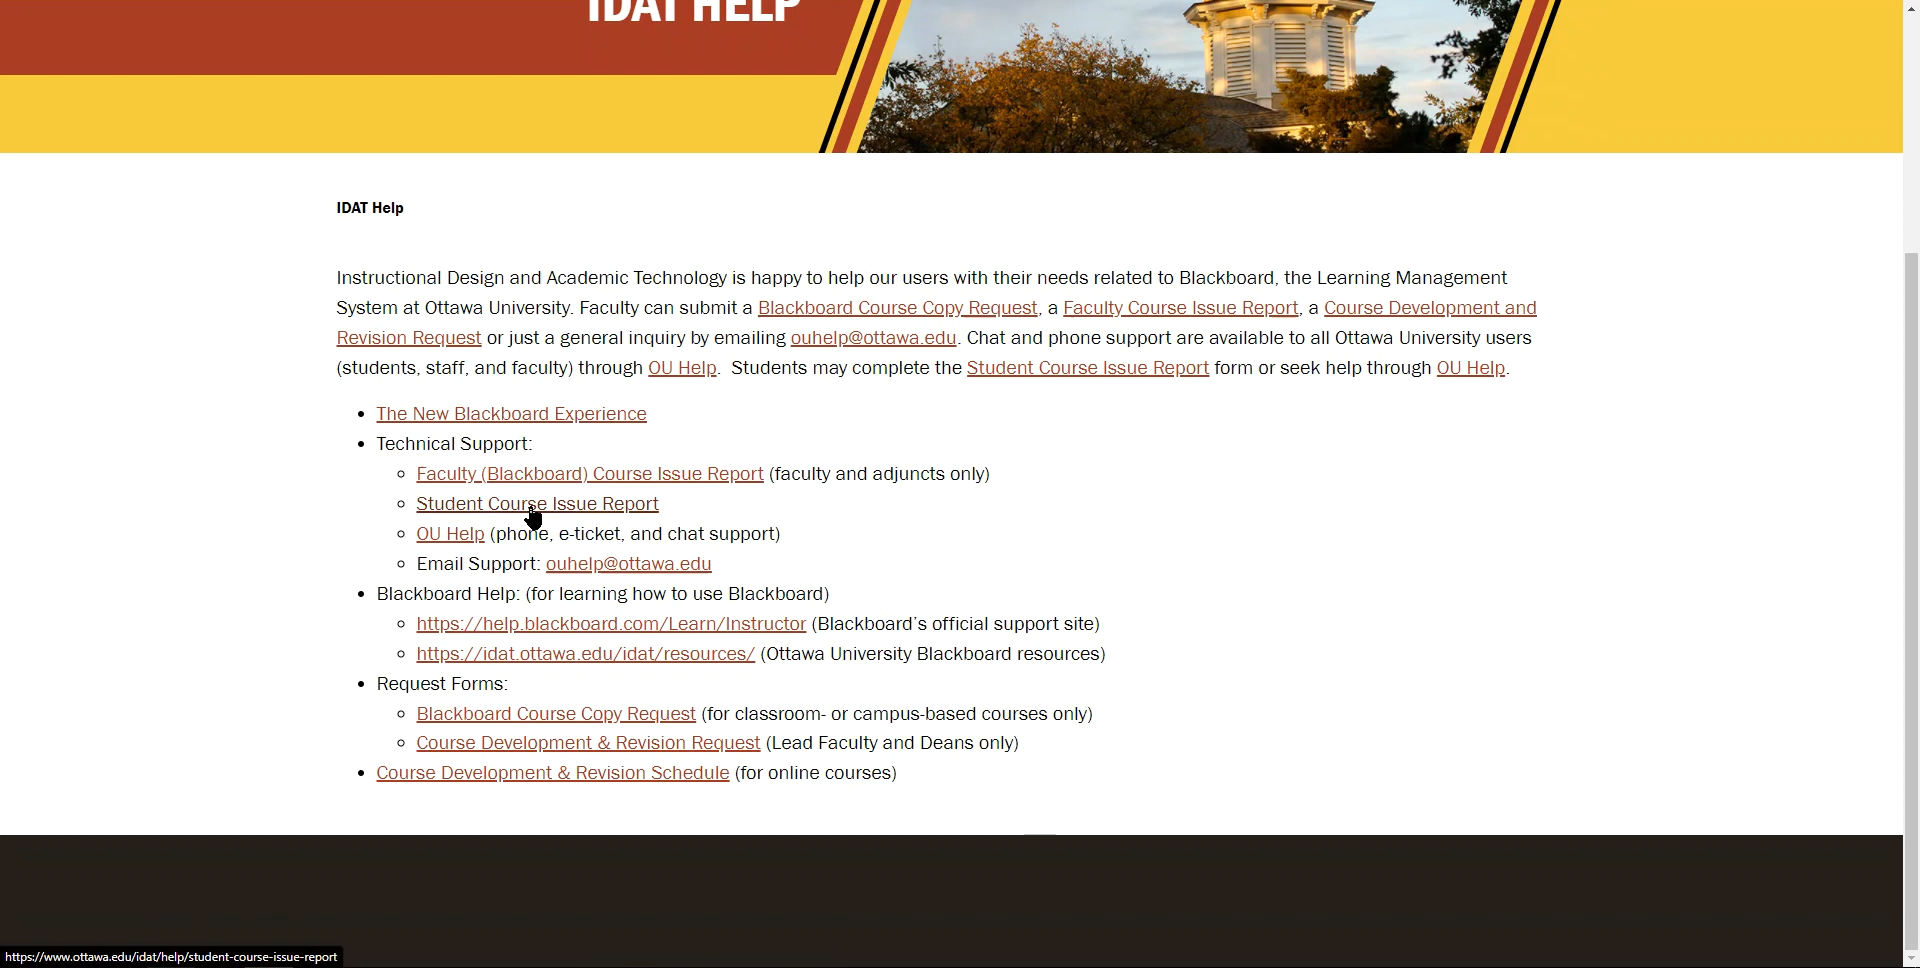 IDAT HELP
IDAT Help
Instructional Design and Academic Technology is happy to help our users with their needs related to Blackboard, the Learning Management
System at Ottawa University. Faculty can submit a Blackboard Course Copy Request, a Faculty Course Issue Report, a Course Development and
Revision Request or just a general inquiry by emailing ouhelp@ottawa.edu. Chat and phone support are available to all Ottawa University users
(students, staff, and faculty) through OU Help.  Students may complete the Student Course Issue Report form or seek help through OU Help.
• The New Blackboard Experience
• Technical Support:
◦ Faculty (Blackboard) Course Issue Report (faculty and adjuncts only)
◦ Student Course Issue Report
◦ OU Help (phone, e-ticket, and chat support)
◦ Email Support: ouhelp@ottawa.edu
• Blackboard Help: (for learning how to use Blackboard)
◦ https://help.blackboard.com/Learn/Instructor (Blackboard's official support site)
◦ https://idat.ottawa.edu/idat/resources/ (Ottawa University Blackboard resources)
• Request Forms:
◦ Blackboard Course Copy Request (for classroom- or campus-based courses only)
◦ Course Development & Revision Request (Lead Faculty and Deans only)
• Course Development & Revision Schedule (for online courses)
https://www.ottawa.edu/idat/help/student-course-issue-report